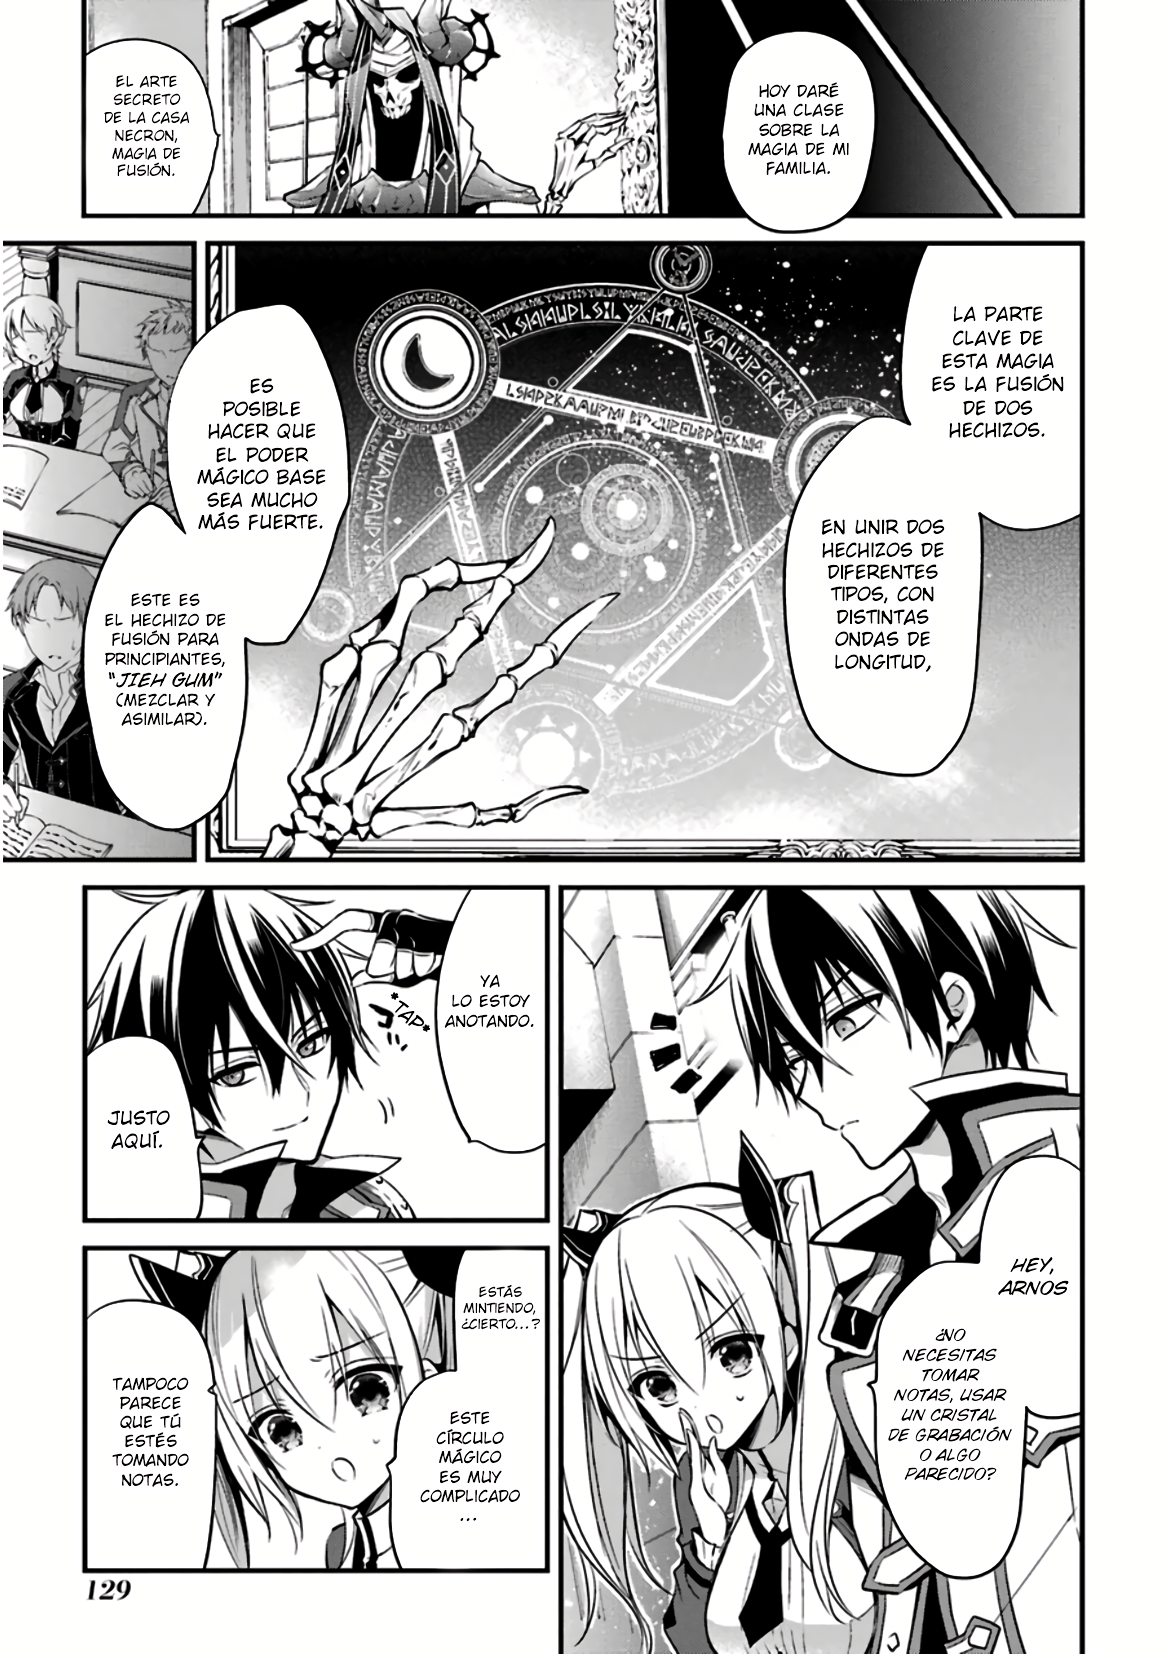 HOY DARÉ
UNA CLASE
SOBRE LA
MAGIA DE MI
FAMILIA.
EL ARTE
SECRETO
DE LA CASA
NECRON,
MAGIA DE
FUSIÓN.
LA PARTE
CLAVE DE
ESTA MAGIA
ES LA FUSIÓN
DE DOS
HECHIZOS.
EN UNIR DOS
HECHIZOS DE
DIFERENTES
TIPOS, CON
DISTINTAS
ONDAS DE
LONGITUD,
ES
POSIBLE
HACER QUE
EL PODER
MÁGICO BASE
SEA MUCHO
MÁS FUERTE.
ESTE ES
EL HECHIZO DE
FUSIÓN PARA
PRINCIPIANTES,
“JIEH GUM”
(MEZCLAR Y
ASIMILAR).
HEY,
ARNOS
¿NO
NECESITAS
TOMAR
NOTAS, USAR
UN CRISTAL
DE GRABACIÓN
O ALGO
PARECIDO?
YA
LO ESTOY
ANOTANDO.
*TAP*
JUSTO
AQUÍ.
ESTÁS
MINTIENDO,
¿CIERTO...?
ESTE
CÍRCULO
MÁGICO
ES MUY
COMPLICADO
...
TAMPOCO
PARECE
QUE TÚ
ESTÉS
TOMANDO
NOTAS.
129